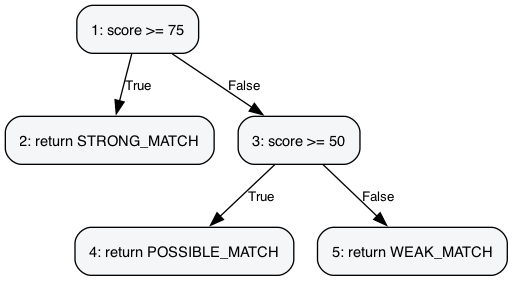 1: score >= 75
True
False
2: return STRONG_MATCH
3: score >= 50
True
False
4: return POSSIBLE_MATCH
5: return WEAK_MATCH